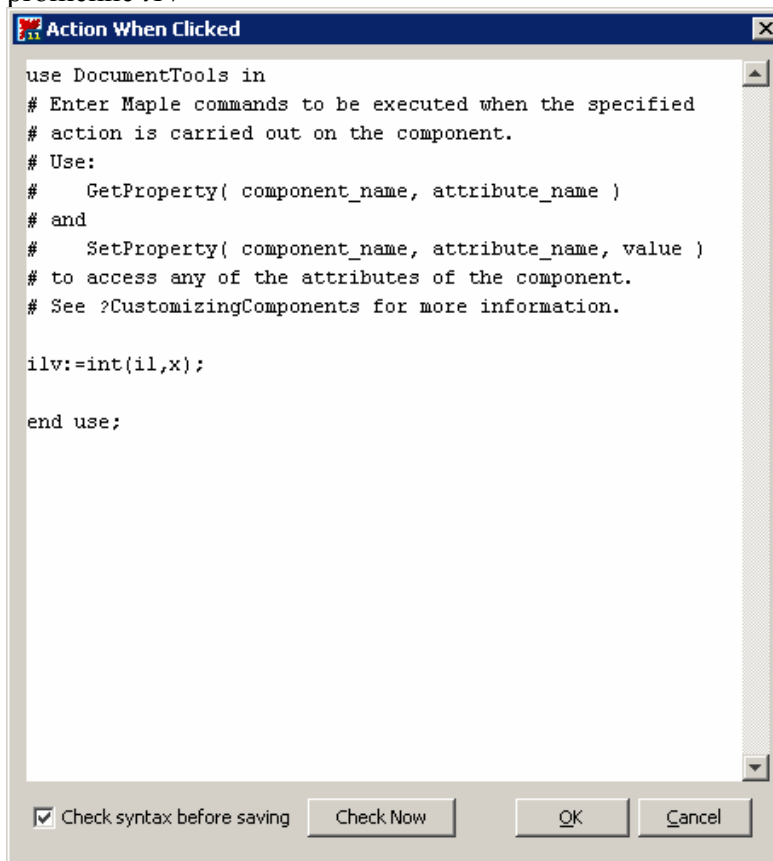 Action When Clicked
use DocumentTools in
# Enter Maple commands to be executed when the specified
# action is carried out on the component.
# Use:
#    GetProperty( component_name, attribute_name )
# and
#    SetProperty( component_name, attribute_name, value )
# to access any of the attributes of the component.
# See ?CustomizingComponents for more information.
ilv:=int(il,x);
end use;
Check syntax before saving Check Now OK Cancel